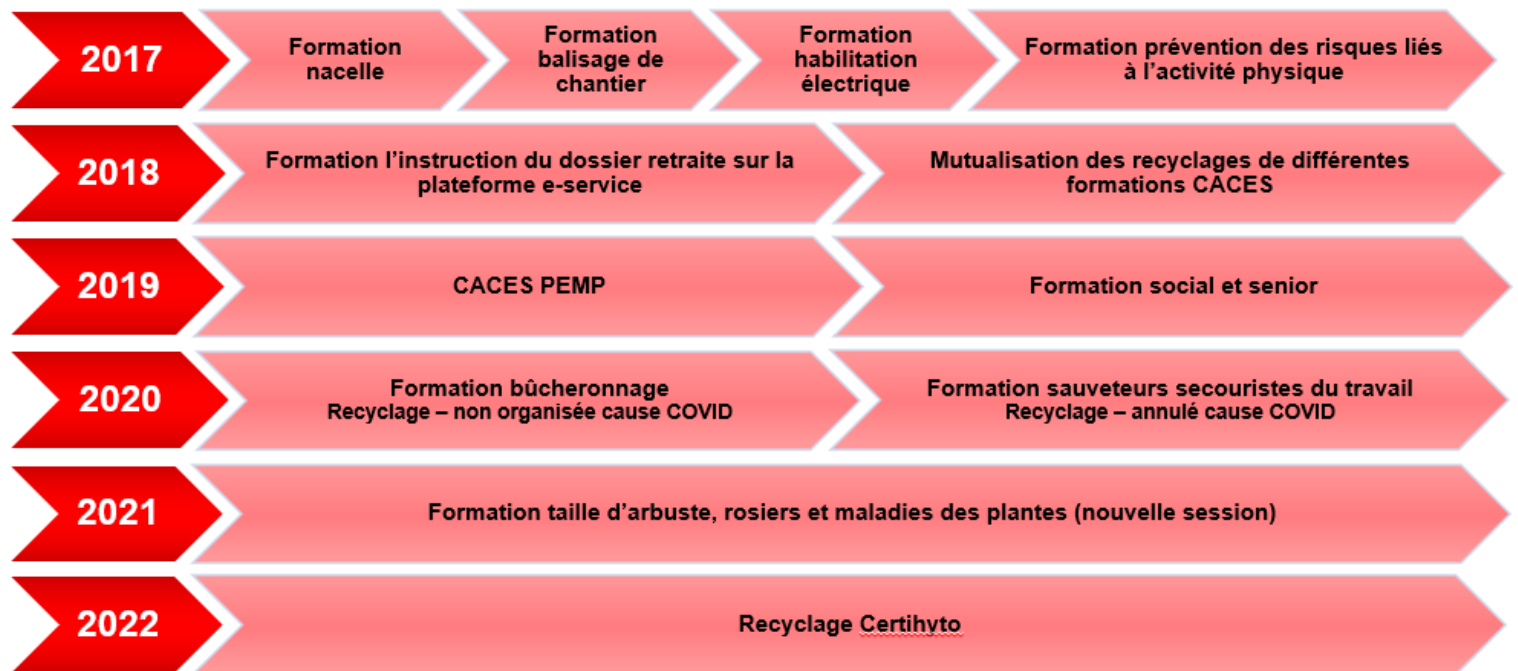 2017
Formation
nacelle
Formation
balisage de
chantier
Formation
habilitation
électrique
Formation prévention des risques liés
à l’activité physique
2018
Formation l’instruction du dossier retraite sur la
plateforme e-service
Mutualisation des recyclages de différentes
formations CACES
2019
CACES PEMP
Formation social et senior
2020
Formation bûcheronnage
Recyclage – non organisée cause COVID
Formation sauveteurs secouristes du travail
Recyclage – annulé cause COVID
2021
Formation taille d’arbuste, rosiers et maladies des plantes (nouvelle session)
2022
Recyclage Certihyto